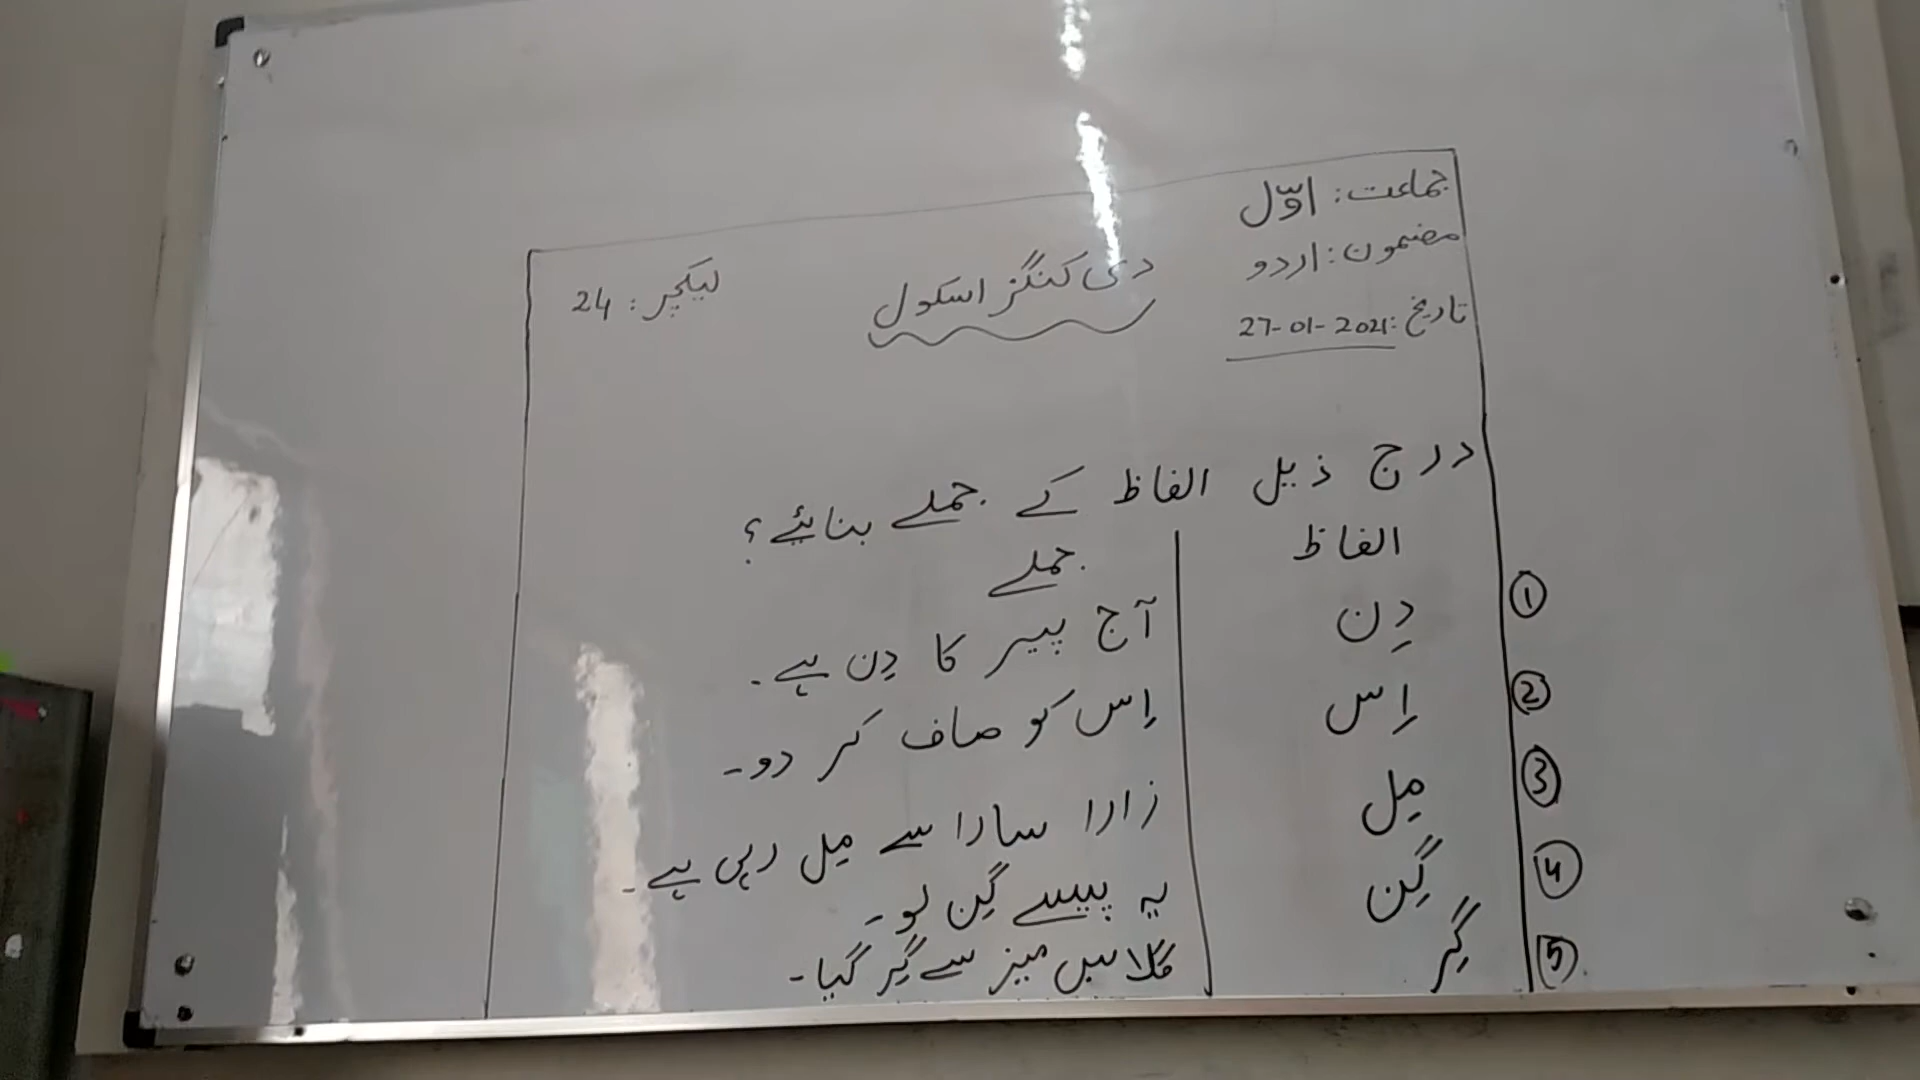 جماعت: اوّل
مضمون: اردو
تاریخ: 27-01-2021
دی کنگز اسکول
لیکچر: 24
درج ذیل الفاظ کے جملے بنائیے؟
الفاظ جملے
① دِن آج پیر کا دِن ہے۔
② اِس اِس کو صاف کر دو۔
③ مِل زارا سارا سے مِل رہی ہے۔
④ گِن یہ پیسے گِن لو۔
⑤ گِر گلاس میز سے گِر گیا۔